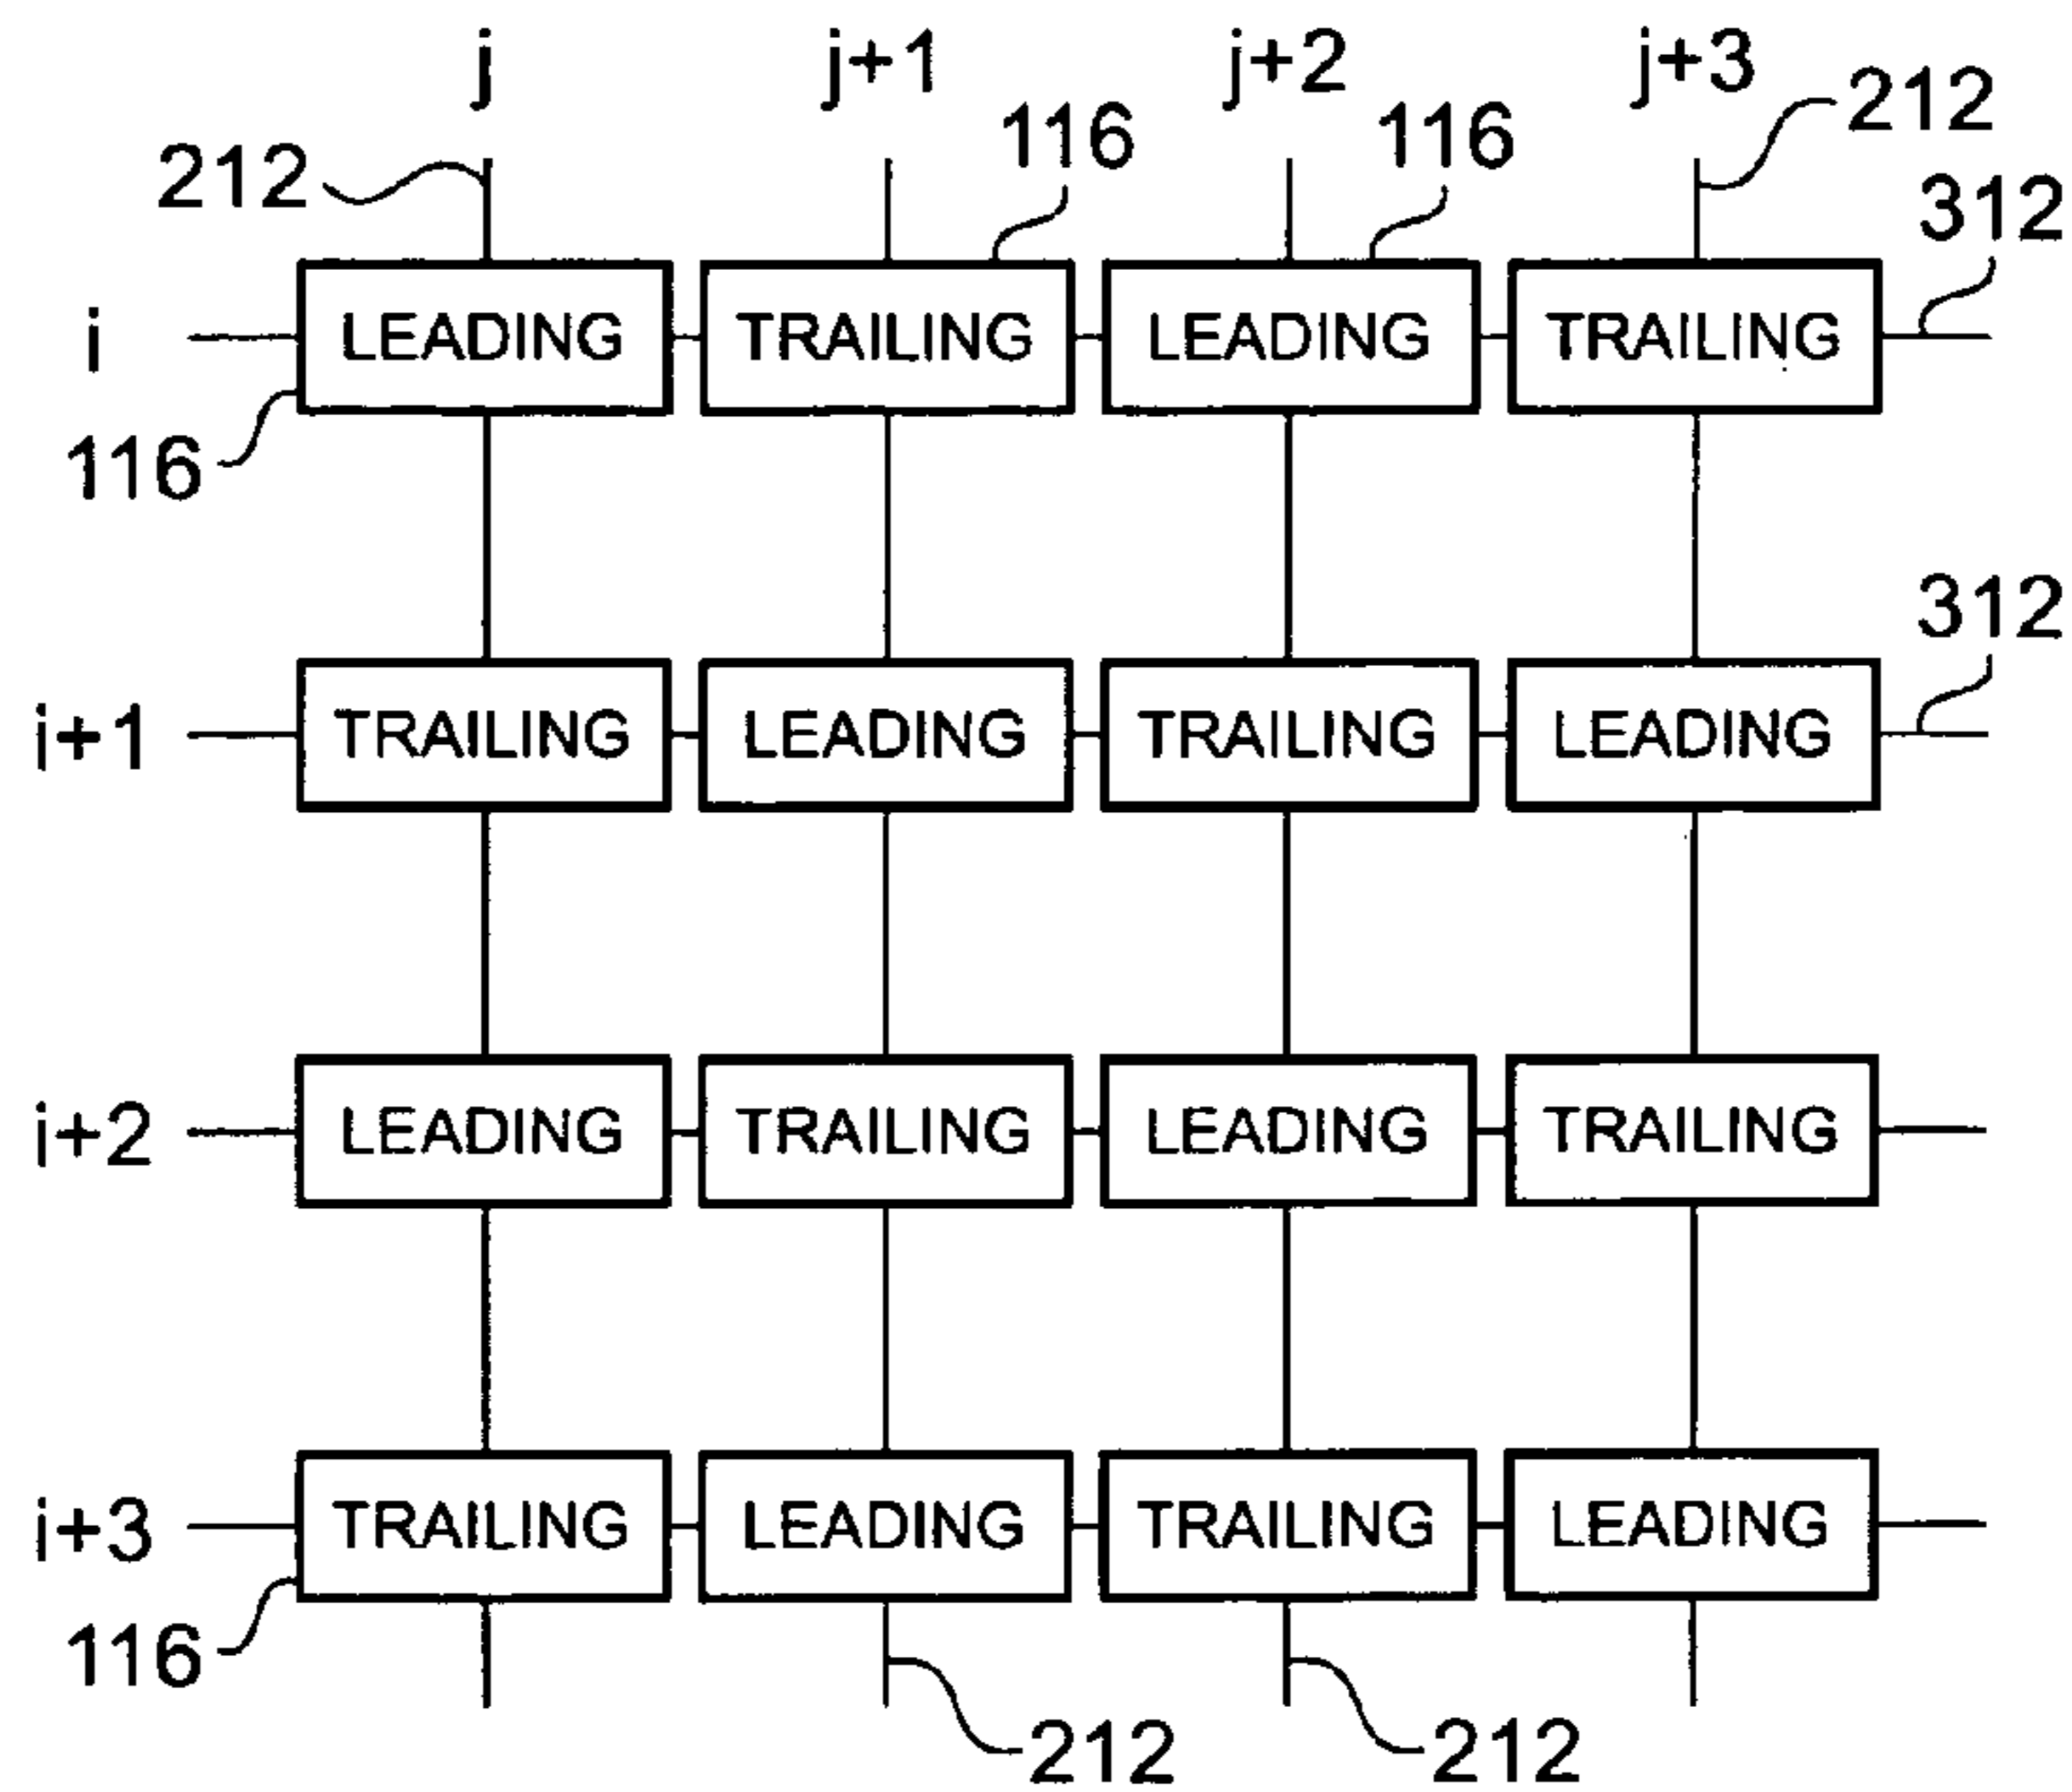 j j+1 j+2 j+3
212 116 116 212
312
i LEADING TRAILING LEADING TRAILING
116
312
i+1 TRAILING LEADING TRAILING LEADING
i+2 LEADING TRAILING LEADING TRAILING
i+3 TRAILING LEADING TRAILING LEADING
116
212 212